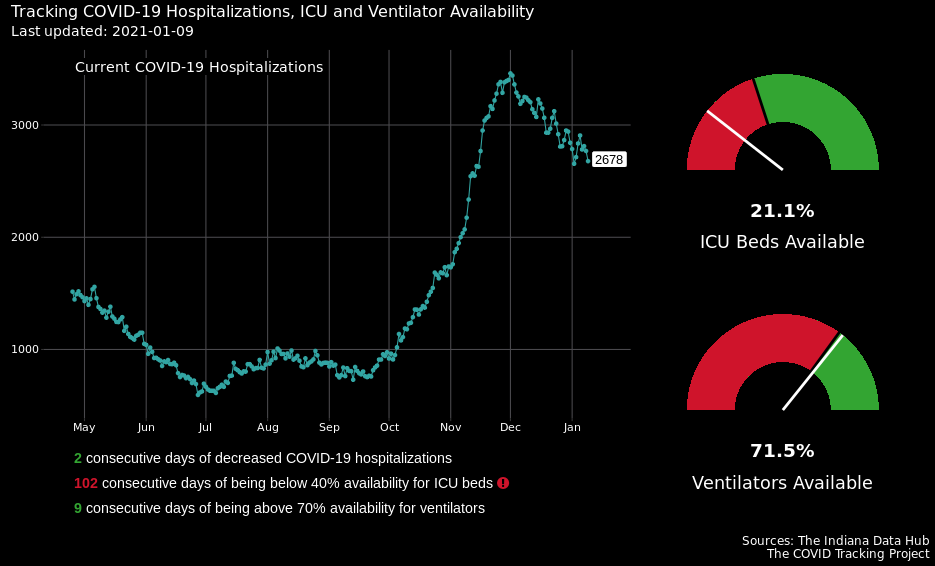 Tracking COVID-19 Hospitalizations, ICU and Ventilator Availability
Last updated: 2021-01-09
Current COVID-19 Hospitalizations
3000
2000
1000
2678
May Jun Jul Aug Sep Oct Nov Dec Jan
21.1%
ICU Beds Available
71.5%
Ventilators Available
2 consecutive days of decreased COVID-19 hospitalizations
102 consecutive days of being below 40% availability for ICU beds !
9 consecutive days of being above 70% availability for ventilators
Sources: The Indiana Data Hub
The COVID Tracking Project